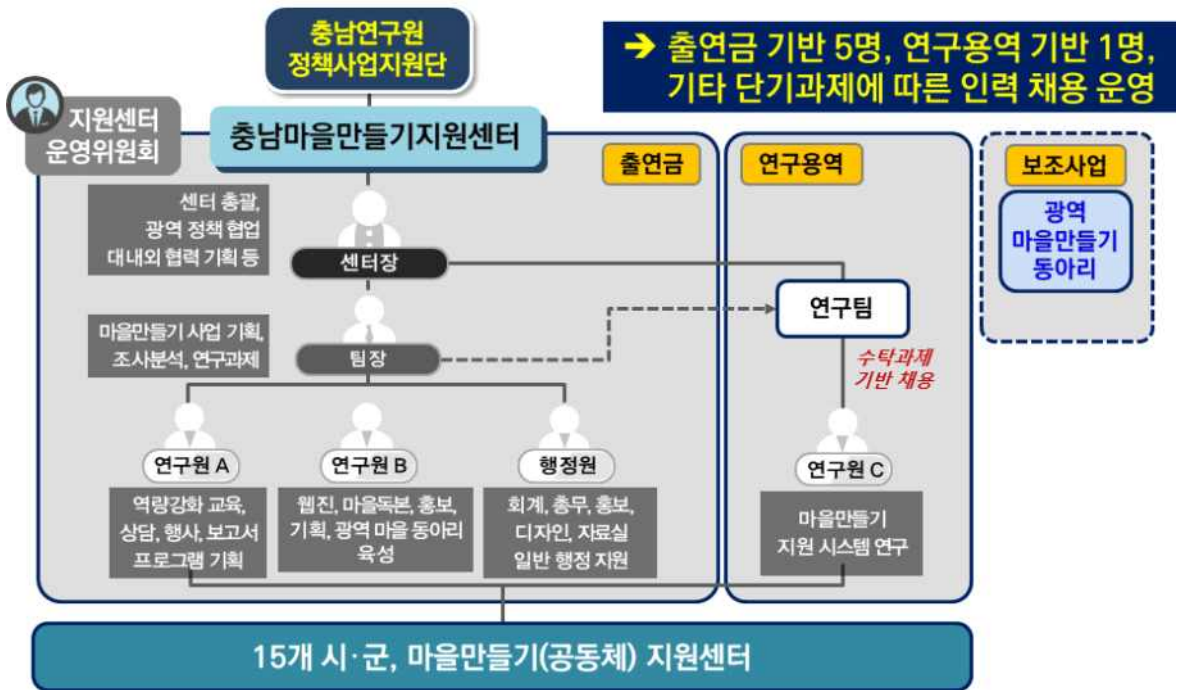 충남연구원
정책사업지원단
➔ 출연금 기반 5명, 연구용역 기반 1명,
기타 단기과제에 따른 인력 채용 운영
지원센터
운영위원회
충남마을만들기지원센터
출연금
연구용역
보조사업
광역
마을만들기
동아리
센터 총괄,
광역 정책 협업
대내외 협력 기획 등
센터장
연구팀
마을만들기 사업 기획,
조사분석, 연구과제
팀장
수탁과제
기반 채용
연구원 A
연구원 B
행정원
연구원 C
역량강화 교육,
상담, 행사, 보고서
프로그램 기획
웹진, 마을독본, 홍보,
기획, 광역 마을 동아리
육성
회계, 총무, 홍보,
디자인, 자료실
일반 행정 지원
마을만들기
지원 시스템 연구
15개 시·군, 마을만들기(공동체) 지원센터